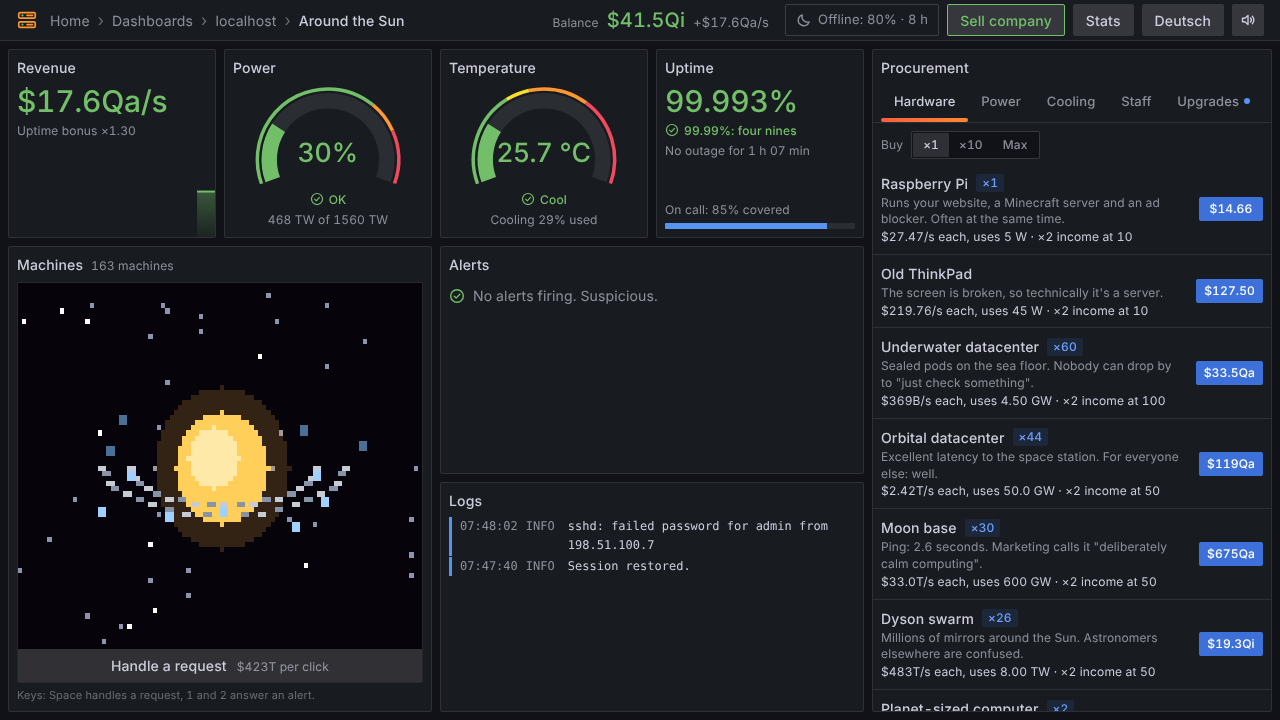 Home > Dashboards > localhost > Around the Sun
Balance $41.5Qi +$17.6Qa/s
Offline: 80% · 8 h
Sell company
Stats
Deutsch
Revenue
$17.6Qa/s
Uptime bonus ×1.30
Power
30%
OK
468 TW of 1560 TW
Temperature
25.7 °C
Cool
Cooling 29% used
Uptime
99.993%
99.99%: four nines
No outage for 1 h 07 min
On call: 85% covered
Machines 163 machines
Handle a request $423T per click
Keys: Space handles a request, 1 and 2 answer an alert.
Alerts
No alerts firing. Suspicious.
Logs
07:48:02 INFO sshd: failed password for admin from
198.51.100.7
07:47:40 INFO Session restored.
Procurement
Hardware Power Cooling Staff Upgrades
Buy ×1 ×10 Max
Raspberry Pi ×1
Runs your website, a Minecraft server and an ad
blocker. Often at the same time.
$27.47/s each, uses 5 W · ×2 income at 10
$14.66
Old ThinkPad
The screen is broken, so technically it's a server.
$219.76/s each, uses 45 W · ×2 income at 10
$127.50
Underwater datacenter ×60
Sealed pods on the sea floor. Nobody can drop by
to "just check something".
$369B/s each, uses 4.50 GW · ×2 income at 100
$33.5Qa
Orbital datacenter ×44
Excellent latency to the space station. For everyone
else: well.
$2.42T/s each, uses 50.0 GW · ×2 income at 50
$119Qa
Moon base ×30
Ping: 2.6 seconds. Marketing calls it "deliberately
calm computing".
$33.0T/s each, uses 600 GW · ×2 income at 50
$675Qa
Dyson swarm ×26
Millions of mirrors around the Sun. Astronomers
elsewhere are confused.
$483T/s each, uses 8.00 TW · ×2 income at 50
$19.3Qi
Planet-sized computer ×2